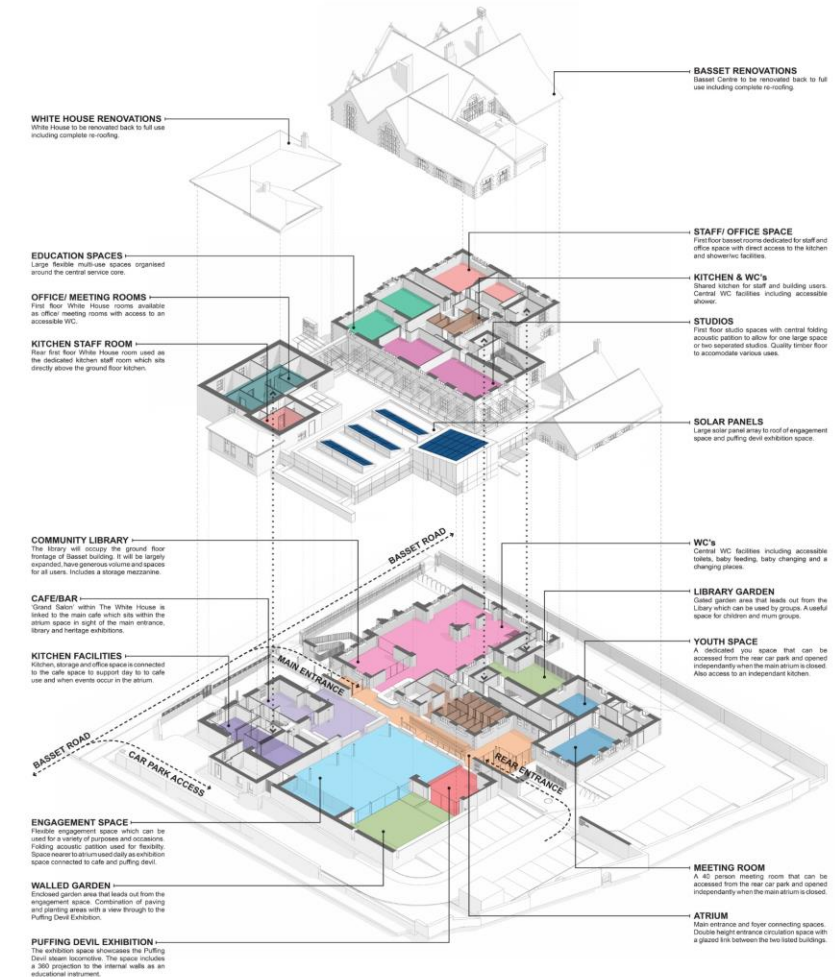 BASSET RENOVATIONS
Basset Centre to be renovated back to full
use including complete re-roofing.
WHITE HOUSE RENOVATIONS
White House to be renovated back to full use
including complete re-roofing.
STAFF/ OFFICE SPACE
First floor basset rooms dedicated for staff and
office space with direct access to the kitchen
and shower/wc facilities.
EDUCATION SPACES
Large flexible multi-use spaces organised
around the central service core.
KITCHEN & WC's
Shared kitchen for staff and building users.
Central WC facilities including accessible
shower.
OFFICE/ MEETING ROOMS
First floor White House rooms available
as office/ meeting rooms with access to an
accessible WC.
STUDIOS
First floor studio spaces with central folding
acoustic patition to allow for one large space
or two seperated studios. Quality timber floor
to accomodate various uses.
KITCHEN STAFF ROOM
Rear first floor White House room used as
the dedicated kitchen staff room which sits
directly above the ground floor kitchen.
SOLAR PANELS
Large solar panel array to roof of engagement
space and puffing devil exhibition space.
COMMUNITY LIBRARY
The library will occupy the ground floor
frontage of Basset building. It will be largely
expanded, have generous volume and spaces
for all users. Includes a storage mezzanine.
BASSET ROAD
WC's
Central WC facilities including accessible
toilets, baby feeding, baby changing and a
changing places.
CAFE/BAR
'Grand Salon' within The White House is
linked to the main cafe which sits within the
atrium space in sight of the main entrance,
library and heritage exhibitions.
LIBRARY GARDEN
Gated garden area that leads out from the
Libary which can be used by groups. A useful
space for children and mum groups.
KITCHEN FACILITIES
Kitchen, storage and office space is connected
to the cafe space to support day to to cafe
use and when events occur in the atrium.
YOUTH SPACE
A dedicated you space that can be
accessed from the rear car park and opened
independantly when the main atrium is closed.
Also access to an independant kitchen.
MAIN ENTRANCE
BASSET ROAD
CAR PARK ACCESS
REAR ENTRANCE
ENGAGEMENT SPACE
Flexible engagement space which can be
used for a variety of purposes and occasions.
Folding acoustic patition used for flexibilty.
Space nearer to atrium used daily as exhibition
space connected to cafe and puffing devil.
MEETING ROOM
A 40 person meeting room that can be
accessed from the rear car park and opened
independantly when the main atrium is closed.
WALLED GARDEN
Enclosed garden area that leads out from the
engagement space. Combination of paving
and planting areas with a view through to the
Puffing Devil Exhibition.
ATRIUM
Main entrance and foyer connecting spaces.
Double height entrance circulation space with
a glazed link between the two listed buildings.
PUFFING DEVIL EXHIBITION
The exhibition space showcases the Puffing
Devil steam locomotive. The space includes
a 360 projection to the internal walls as an
educational instrument.